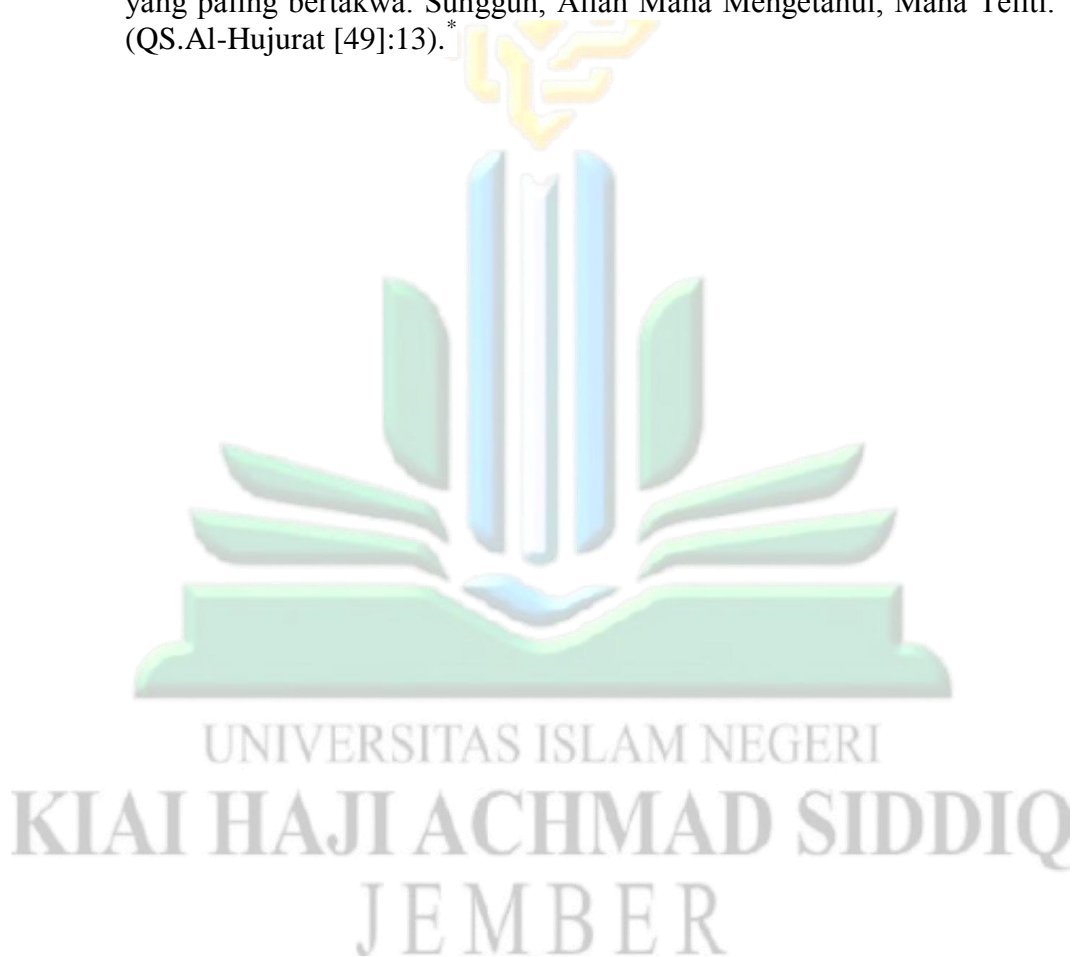 yang paling bertakwa. Sungguh, Allah Maha Mengetahui, Maha Teliti.
(QS.Al-Hujurat [49]:13).*
UNIVERSITAS ISLAM NEGERI
KIAI HAJI ACHMAD SIDDIQ
JEMBER